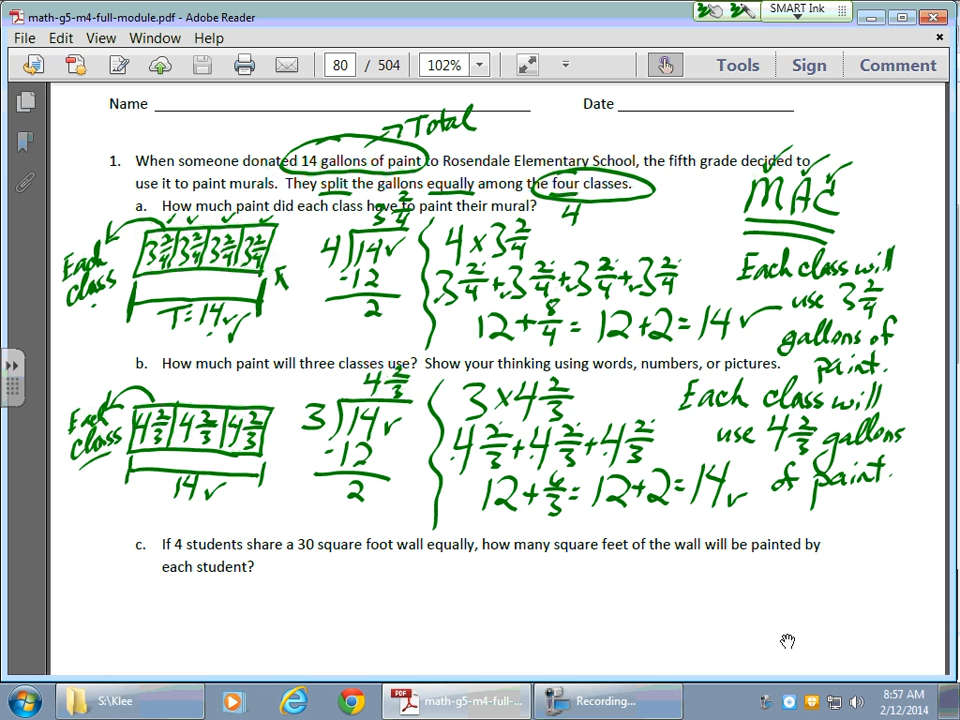 math-g5-m4-full-module.pdf - Adobe Reader
SMART Ink
File Edit View Window Help
80 / 504 102% Tools Sign Comment
Name Date
Total
1. When someone donated 14 gallons of paint to Rosendale Elementary School, the fifth grade decided to
use it to paint murals. They split the gallons equally among the four classes.
4
MAC
a. How much paint did each class have to paint their mural?
Each class
3 2/4 3 2/4 3 2/4 3 2/4
T = 14
3 2/4
4 14
-12
2
4 x 3 2/4
3 2/4 + 3 2/4 + 3 2/4 + 3 2/4
12 + 8/4 = 12 + 2 = 14
Each class will
use 3 2/4
gallons of
paint.
b. How much paint will three classes use? Show your thinking using words, numbers, or pictures.
Each class
4 2/3 4 2/3 4 2/3
14
4 2/3
3 14
-12
2
3 x 4 2/3
4 2/3 + 4 2/3 + 4 2/3
12 + 6/3 = 12 + 2 = 14
Each class will
use 4 2/3 gallons
of paint.
c. If 4 students share a 30 square foot wall equally, how many square feet of the wall will be painted by
each student?
S:\Klee
math-g5-m4-full-...
Recording...
8:57 AM
2/12/2014